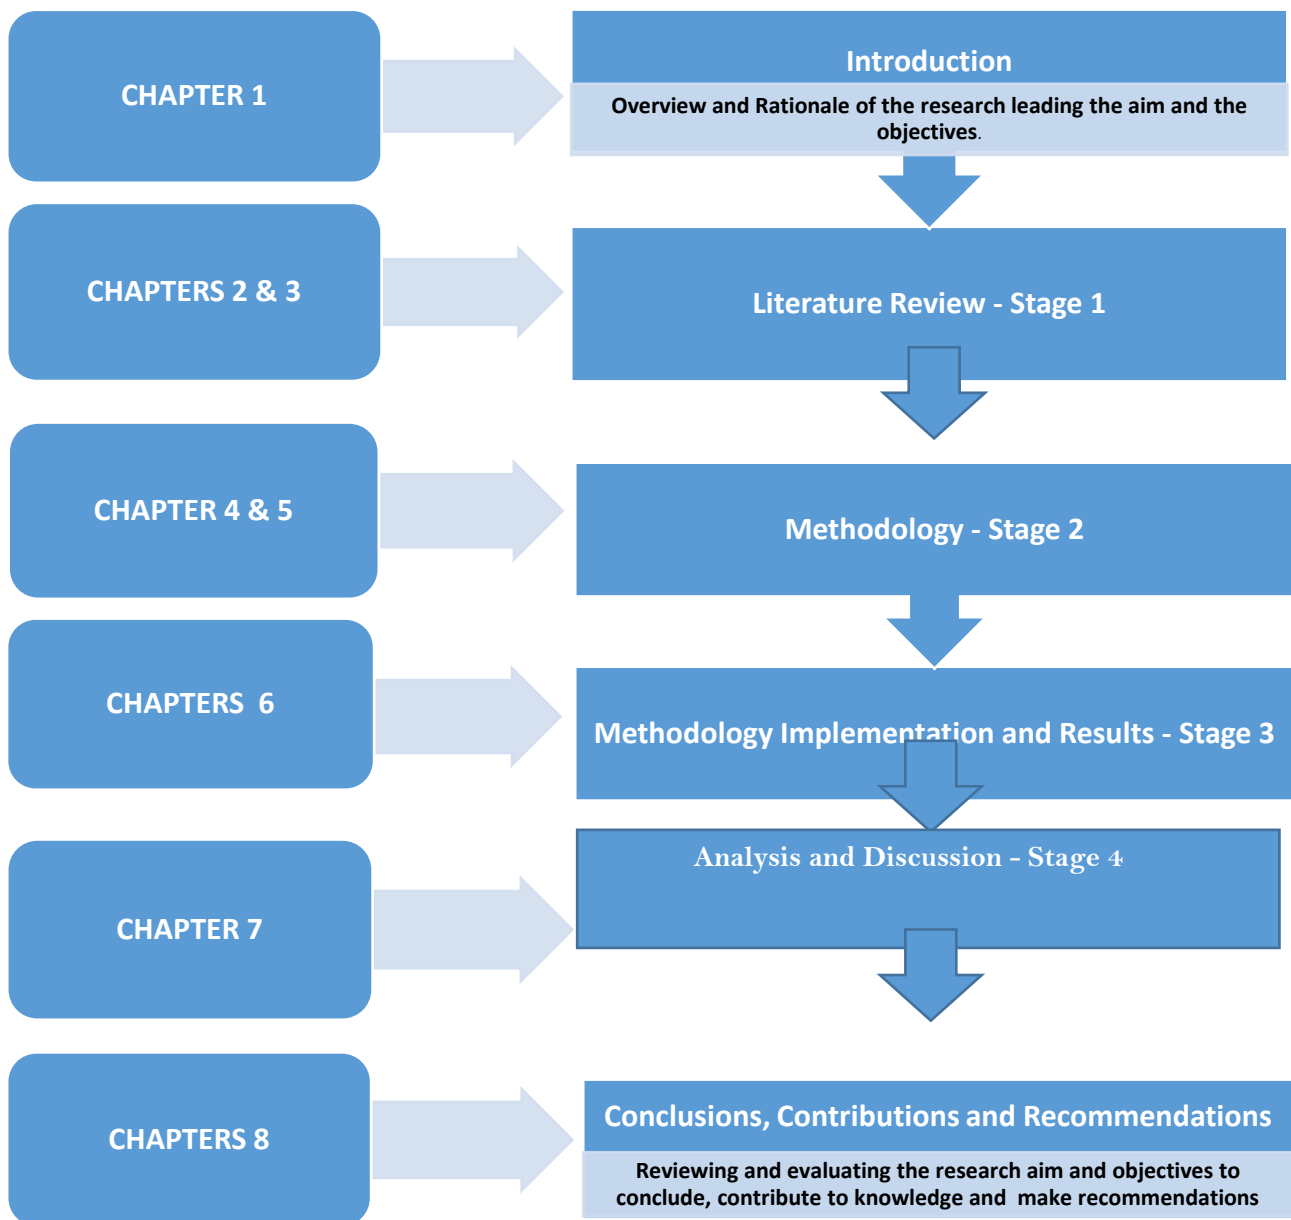 CHAPTER 1
Introduction
Overview and Rationale of the research leading the aim and the
objectives.
CHAPTERS 2 & 3
Literature Review - Stage 1
CHAPTER 4 & 5
Methodology - Stage 2
CHAPTERS  6
Methodology Implementation and Results - Stage 3
CHAPTER 7
Analysis and Discussion - Stage 4
CHAPTERS 8
Conclusions, Contributions and Recommendations
Reviewing and evaluating the research aim and objectives to
conclude, contribute to knowledge and  make recommendations